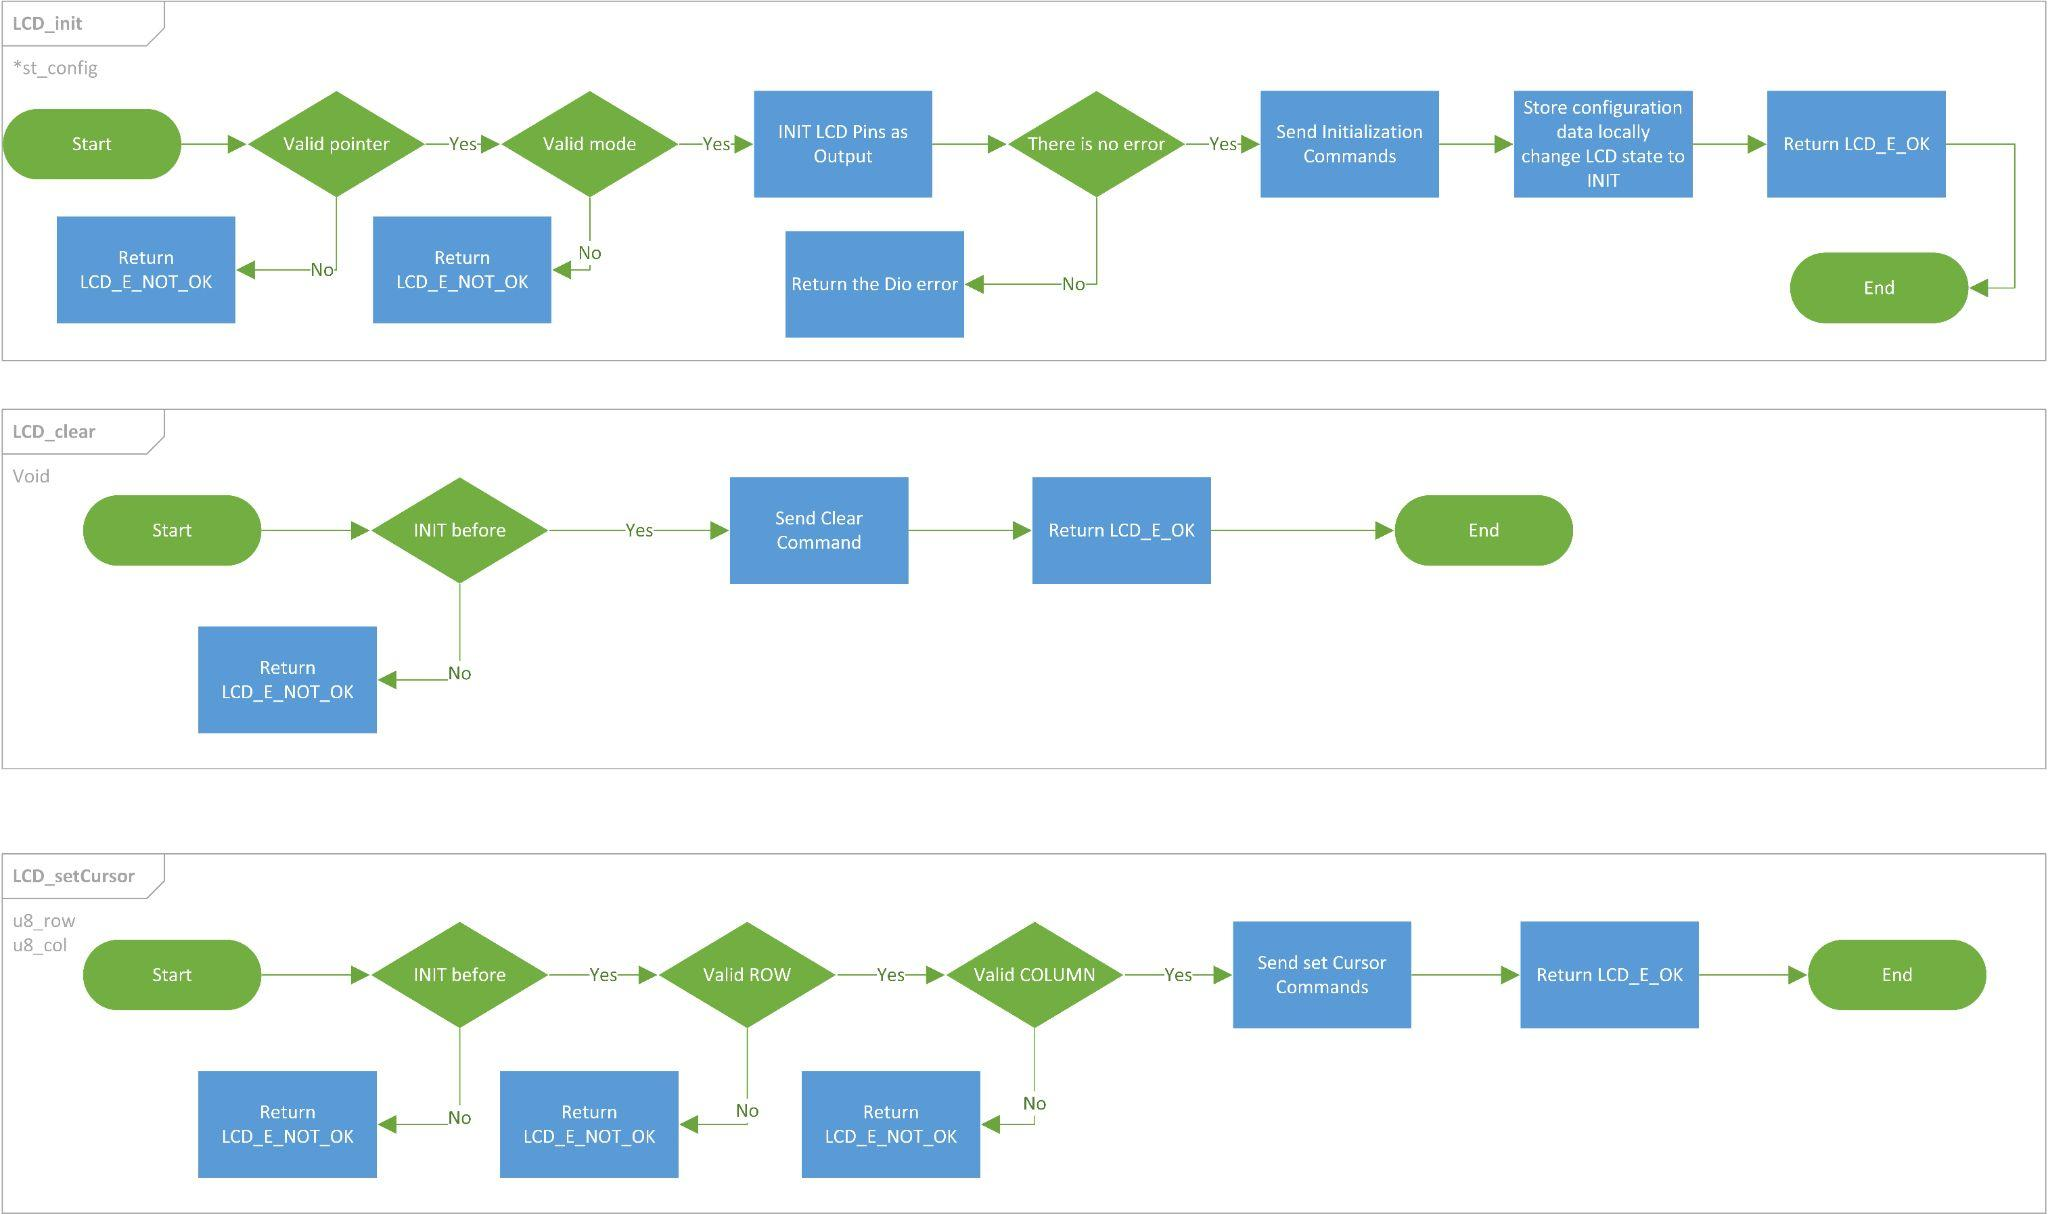 LCD_init
*st_config
Start
Valid pointer
Yes
Valid mode
Yes
INIT LCD Pins as
Output
There is no error
Yes
Send Initialization
Commands
Store configuration
data locally
change LCD state to
INIT
Return LCD_E_OK
No
Return
LCD_E_NOT_OK
No
Return
LCD_E_NOT_OK
No
Return the Dio error
End
LCD_clear
Void
Start
INIT before
Yes
Send Clear
Command
Return LCD_E_OK
End
No
Return
LCD_E_NOT_OK
LCD_setCursor
u8_row
u8_col
Start
INIT before
Yes
Valid ROW
Yes
Valid COLUMN
Yes
Send set Cursor
Commands
Return LCD_E_OK
End
No
Return
LCD_E_NOT_OK
No
Return
LCD_E_NOT_OK
No
Return
LCD_E_NOT_OK